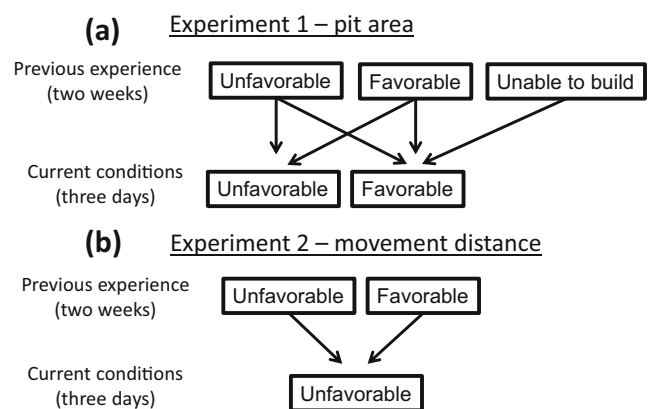 (a) Experiment 1 – pit area
Previous experience
(two weeks)
Unfavorable Favorable Unable to build
Current conditions
(three days)
Unfavorable Favorable
(b) Experiment 2 – movement distance
Previous experience
(two weeks)
Unfavorable Favorable
Current conditions
(three days)
Unfavorable